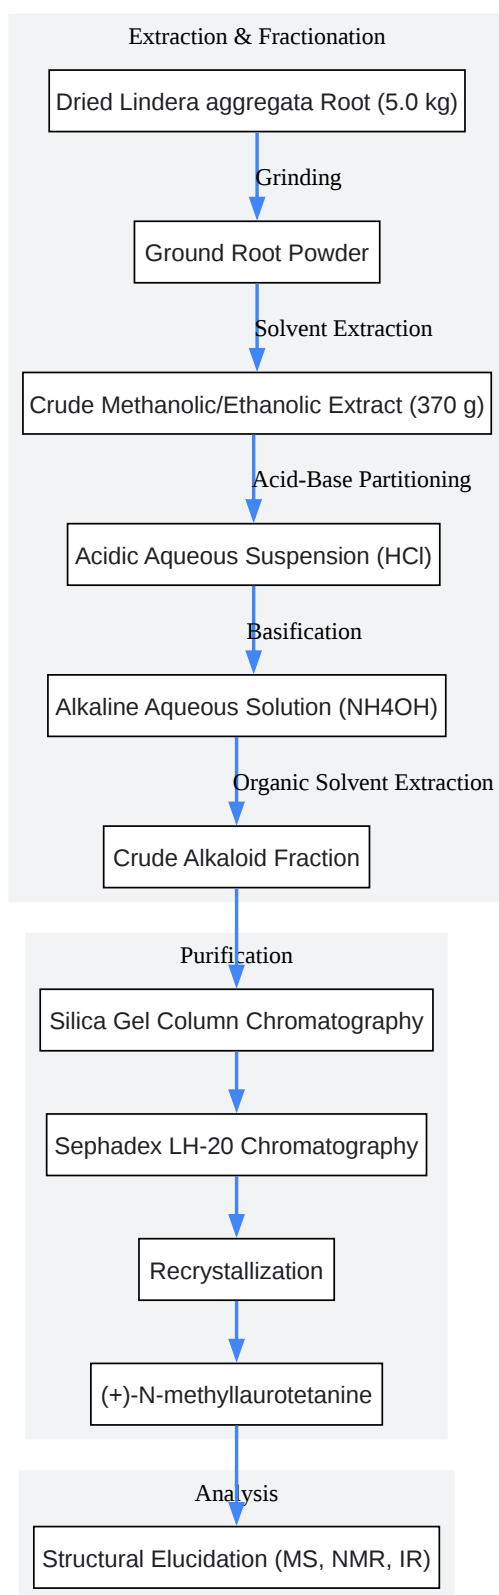 Extraction & Fractionation
Dried Lindera aggregata Root (5.0 kg)
Grinding
Ground Root Powder
Solvent Extraction
Crude Methanolic/Ethanolic Extract (370 g)
Acid-Base Partitioning
Acidic Aqueous Suspension (HCl)
Basification
Alkaline Aqueous Solution (NH4OH)
Organic Solvent Extraction
Crude Alkaloid Fraction
Purification
Silica Gel Column Chromatography
Sephadex LH-20 Chromatography
Recrystallization
(+)-N-methyllaurotetanine
Analysis
Structural Elucidation (MS, NMR, IR)